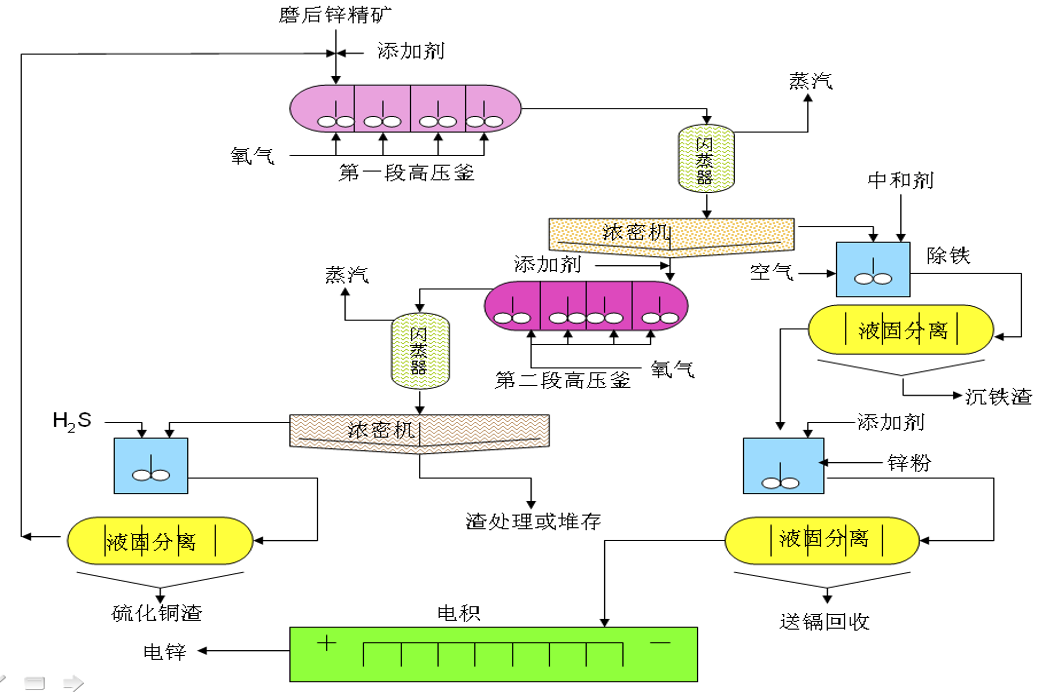 磨后锌精矿
添加剂
蒸汽
氧气
第一段高压釜
闪蒸器
中和剂
浓密机
添加剂
空气
除铁
蒸汽
闪蒸器
液固分离
第二段高压釜
氧气
沉铁渣
H2S
浓密机
添加剂
锌粉
渣处理或堆存
液固分离
液固分离
硫化铜渣
电积
送镉回收
+
—
电锌